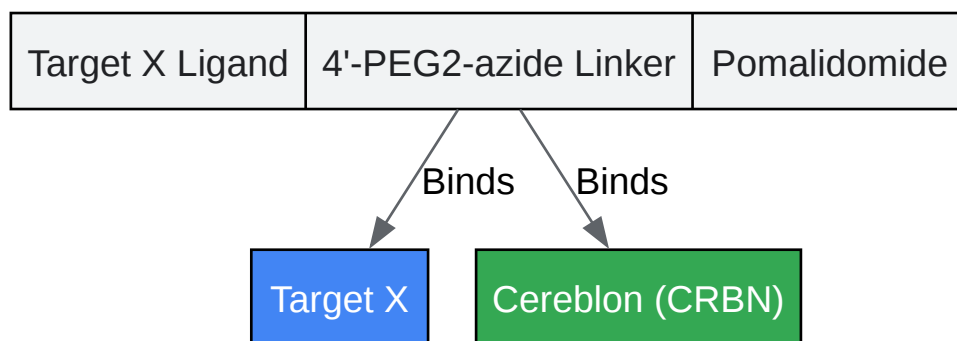 Target X Ligand 4'-PEG2-azide Linker Pomalidomide
Binds Binds
Target X Cereblon (CRBN)